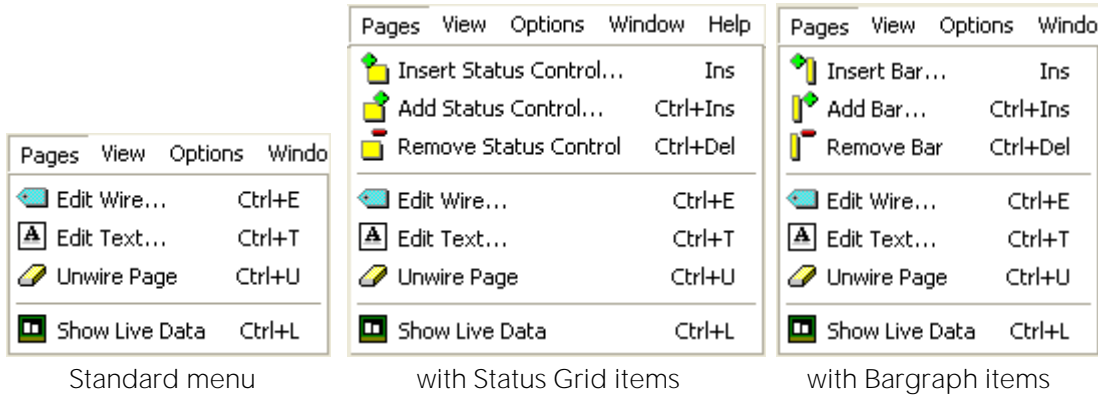 Pages View Options Windo
Edit Wire... Ctrl+E
Edit Text... Ctrl+T
Unwire Page Ctrl+U
Show Live Data Ctrl+L
Standard menu
Pages View Options Window Help
Insert Status Control... Ins
Add Status Control... Ctrl+Ins
Remove Status Control Ctrl+Del
Edit Wire... Ctrl+E
A Edit Text... Ctrl+T
Unwire Page Ctrl+U
Show Live Data Ctrl+L
with Status Grid items
Pages View Options Windo
Insert Bar... Ins
Add Bar... Ctrl+Ins
Remove Bar Ctrl+Del
Edit Wire... Ctrl+E
A Edit Text... Ctrl+T
Unwire Page Ctrl+U
Show Live Data Ctrl+L
with Bargraph items